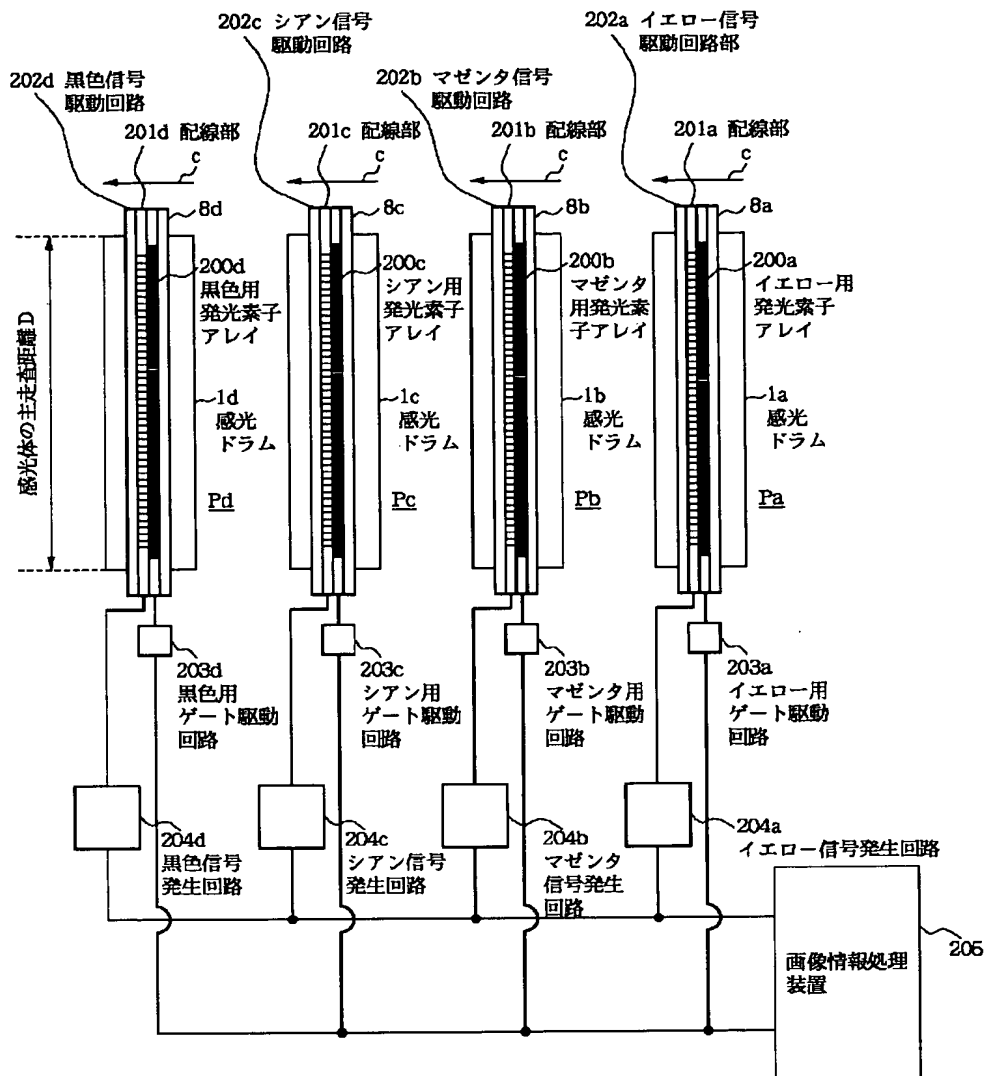 202c シアン信号
駆動回路
202a イエロー信号
駆動回路部
202d 黒色信号
駆動回路
202b マゼンタ信号
駆動回路
201d 配線部
201c 配線部
201b 配線部
201a 配線部
c
c
c
c
8d
8c
8b
8a
感光体の主走査距離D
200d
黒色用
発光素子
アレイ
200c
シアン用
発光素子
アレイ
200b
マゼンタ
用発光素
子アレイ
200a
イエロー用
発光素子
アレイ
1d
感光
ドラム
1c
感光
ドラム
1b
感光
ドラム
1a
感光
ドラム
Pd
Pc
Pb
Pa
203d
黒色用
ゲート駆動
回路
203c
シアン用
ゲート駆動
回路
203b
マゼンタ用
ゲート駆動
回路
203a
イエロー用
ゲート駆動
回路
204d
黒色信号
発生回路
204c
シアン信号
発生回路
204b
マゼンタ
信号発生
回路
204a
イエロー信号発生回路
画像情報処理
装置
205